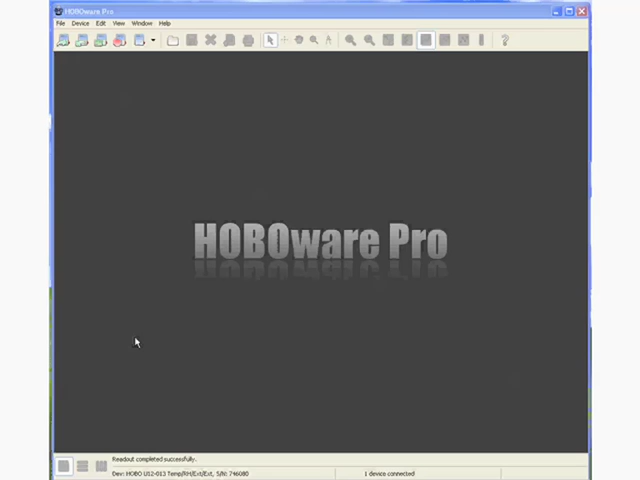 HOBOware Pro
File Device Edit View Window Help
HOBOware Pro
Readout completed successfully.
Dev: HOBO U12-013 Temp/RH/Ext/Ext, S/N: 746080 1 device connected